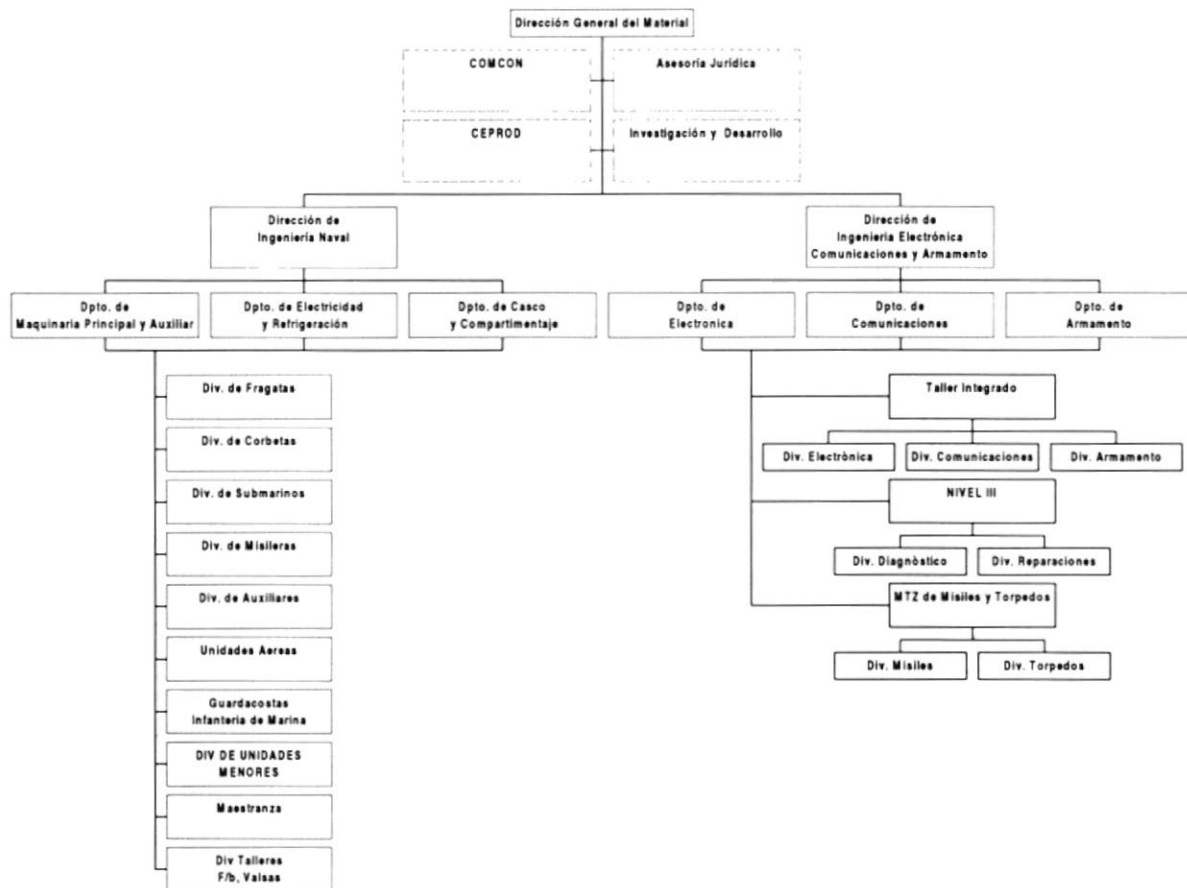 Dirección General del Material
COMCON
Asesoría Jurídica
CEPROD
Investigación y Desarrollo
Dirección de
Ingeniería Naval
Dirección de
Ingeniería Electrónica
Comunicaciones y Armamento
Dpto. de
Maquinaria Principal y Auxiliar
Dpto. de Electricidad
y Refrigeración
Dpto. de Casco
y Compartimentaje
Dpto. de
Electronica
Dpto. de
Comunicaciones
Dpto. de
Armamento
Div. de Fragatas
Div. de Corbetas
Div. de Submarinos
Div. de Misileras
Div. de Auxiliares
Unidades Aereas
Guardacostas
Infantería de Marina
DIV DE UNIDADES
MENORES
Maestranza
Div Talleres
F/b, Valsas
Taller Integrado
Div. Electrònica
Div. Comunicaciones
Div. Armamento
NIVEL III
Div. Diagnòstico
Div. Reparaciones
MTZ de Misiles y Torpedos
Div. Misiles
Div. Torpedos